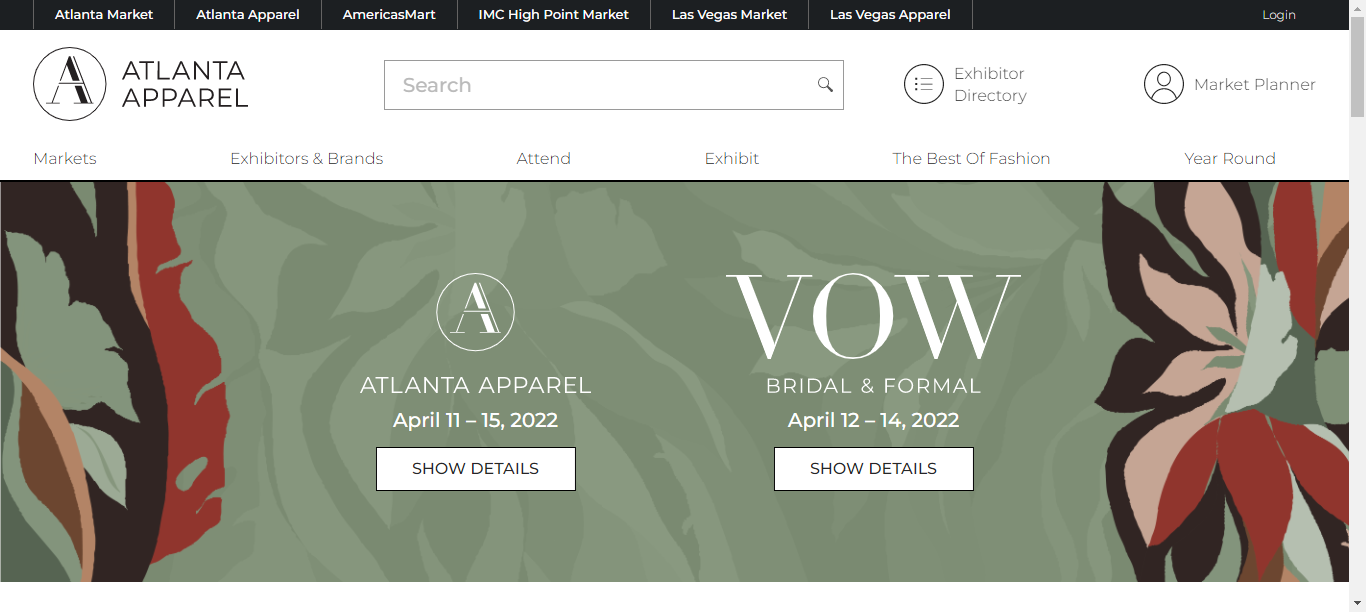 Atlanta Market
Atlanta Apparel
AmericasMart
IMC High Point Market
Las Vegas Market
Las Vegas Apparel
Login
A
ATLANTA
APPAREL
Search
Exhibitor
Directory
Market Planner
Markets
Exhibitors & Brands
Attend
Exhibit
The Best Of Fashion
Year Round
A
ATLANTA APPAREL
April 11 – 15, 2022
SHOW DETAILS
VOW
BRIDAL & FORMAL
April 12 – 14, 2022
SHOW DETAILS